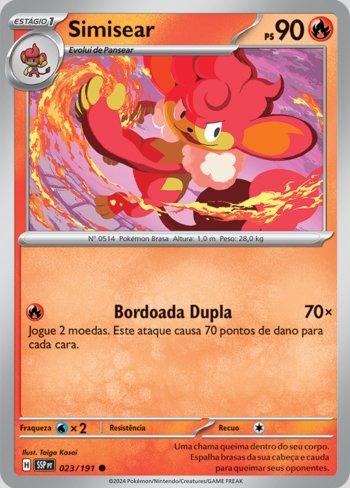 ESTÁGIO 1
Simisear
PS 90
Evolui de Pansear
Nº 0514 Pokémon Brasa Altura: 1,0 m Peso: 28,0 kg
Bordoada Dupla 70×
Jogue 2 moedas. Este ataque causa 70 pontos de dano para
cada cara.
Fraqueza ×2 Resistência Recuo
Ilust. Taiga Kasai
H SSP PT 023/191
Uma chama queima dentro do seu corpo.
Espalha brasas da sua cabeça e cauda
para queimar seus oponentes.
©2024 Pokémon/Nintendo/Creatures/GAME FREAK